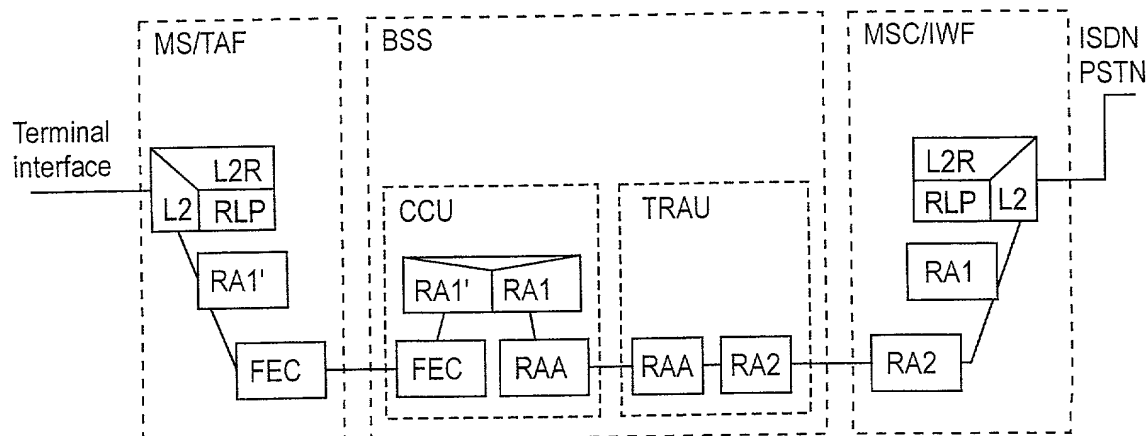 MS/TAF
BSS
MSC/IWF
ISDN
PSTN
Terminal
interface
L2R
L2
RLP
L2R
RLP
L2
CCU
TRAU
RA1'
RA1'
RA1
RA1
FEC
FEC
RAA
RAA
RA2
RA2